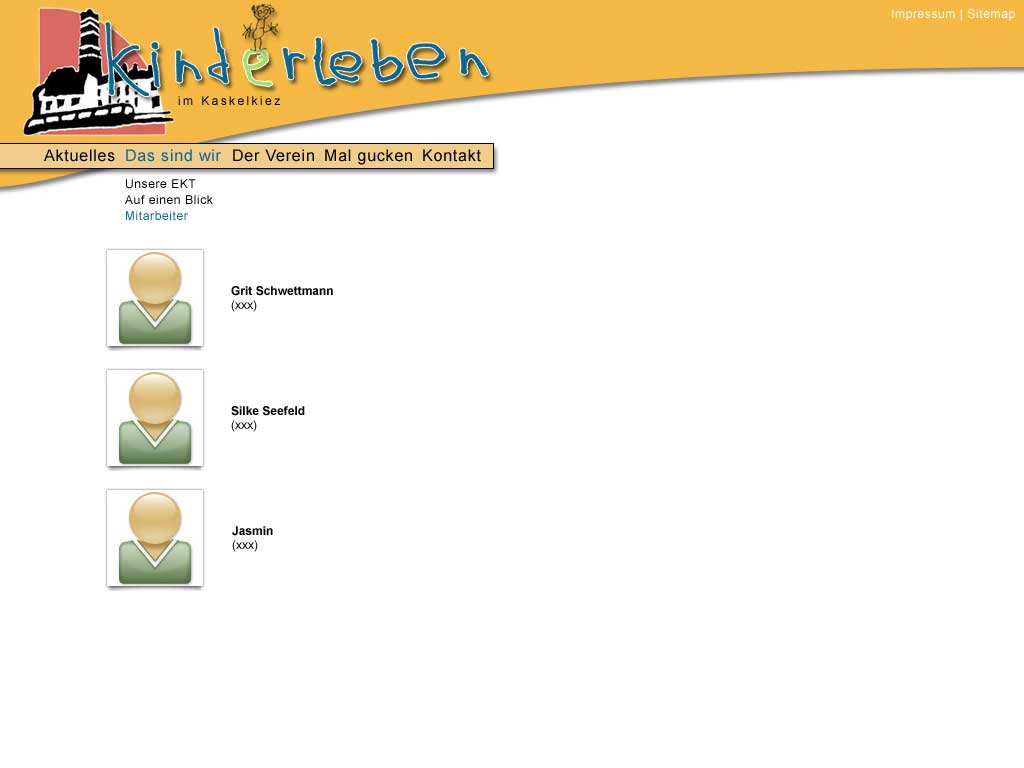 Impressum | Sitemap
kinderleben
im Kaskelkiez
Aktuelles Das sind wir Der Verein Mal gucken Kontakt
Unsere EKT
Auf einen Blick
Mitarbeiter
Grit Schwettmann
(xxx)
Silke Seefeld
(xxx)
Jasmin
(xxx)